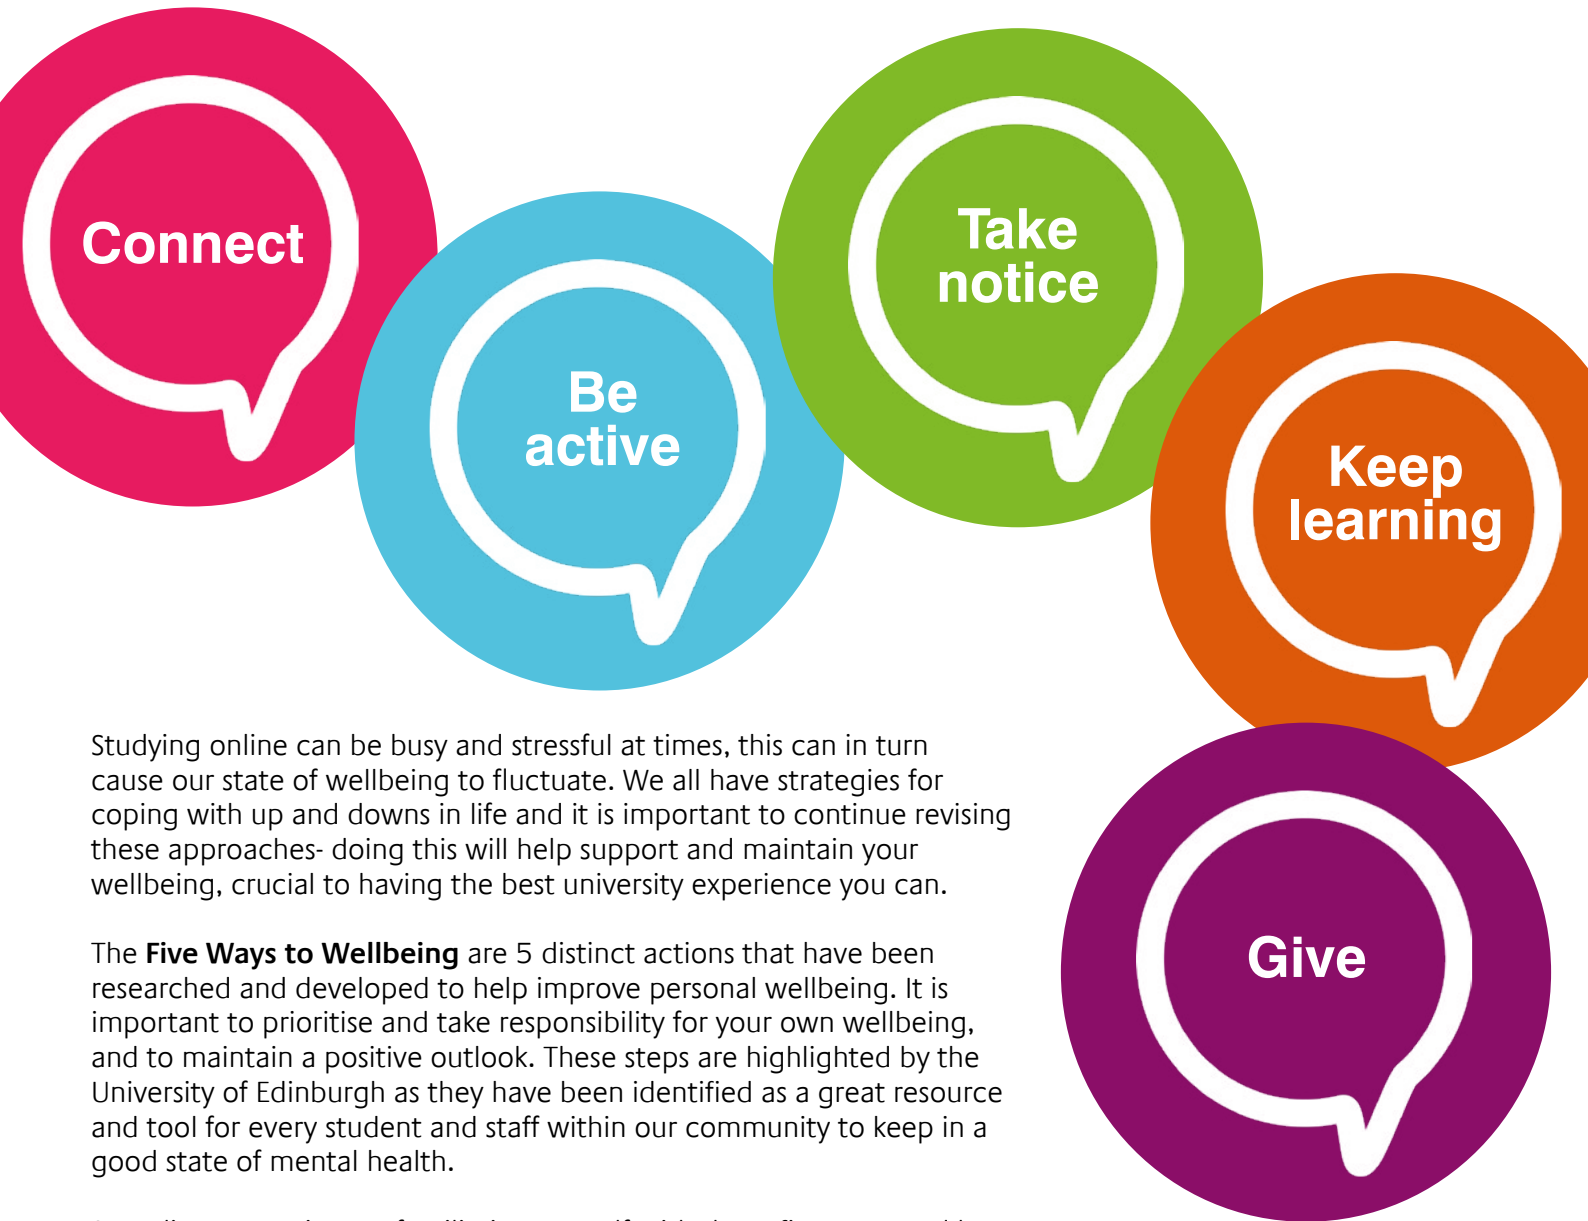 Connect
Be
active
Take
notice
Keep
learning
Give
Studying online can be busy and stressful at times, this can in turn
cause our state of wellbeing to fluctuate. We all have strategies for
coping with up and downs in life and it is important to continue revising
these approaches- doing this will help support and maintain your
wellbeing, crucial to having the best university experience you can.
The Five Ways to Wellbeing are 5 distinct actions that have been
researched and developed to help improve personal wellbeing. It is
important to prioritise and take responsibility for your own wellbeing,
and to maintain a positive outlook. These steps are highlighted by the
University of Edinburgh as they have been identified as a great resource
and tool for every student and staff within our community to keep in a
good state of mental health.